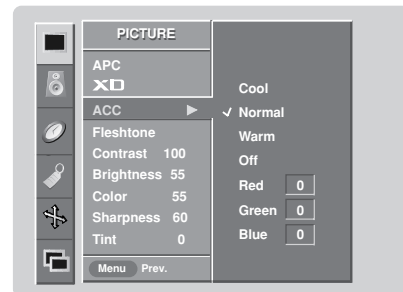 PICTURE
APC
XD
ACC
Fleshtone
Contrast 100
Brightness 55
Color 55
Sharpness 60
Tint 0
Menu Prev.
Cool
✓ Normal
Warm
Off
Red 0
Green 0
Blue 0